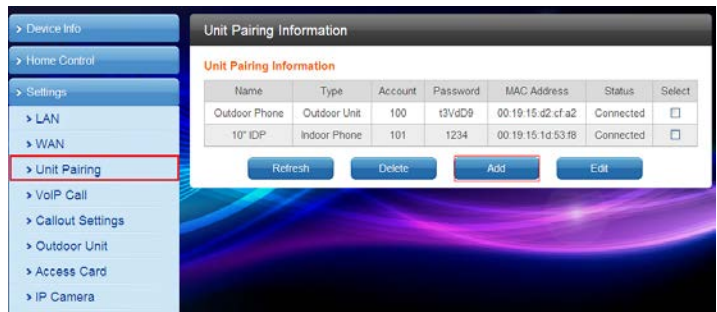 > Device Info
> Home Control
> Settings
> LAN
> WAN
> Unit Pairing
> VoIP Call
> Callout Settings
> Outdoor Unit
> Access Card
> IP Camera
Unit Pairing Information
Unit Pairing Information
Name Type Account Password MAC Address Status Select
Outdoor Phone Outdoor Unit 100 t3VdD9 00:19:15:d2:cf:a2 Connected
10" IDP Indoor Phone 101 1234 00:19:15:1d:53:f8 Connected
Refresh Delete Add Edit